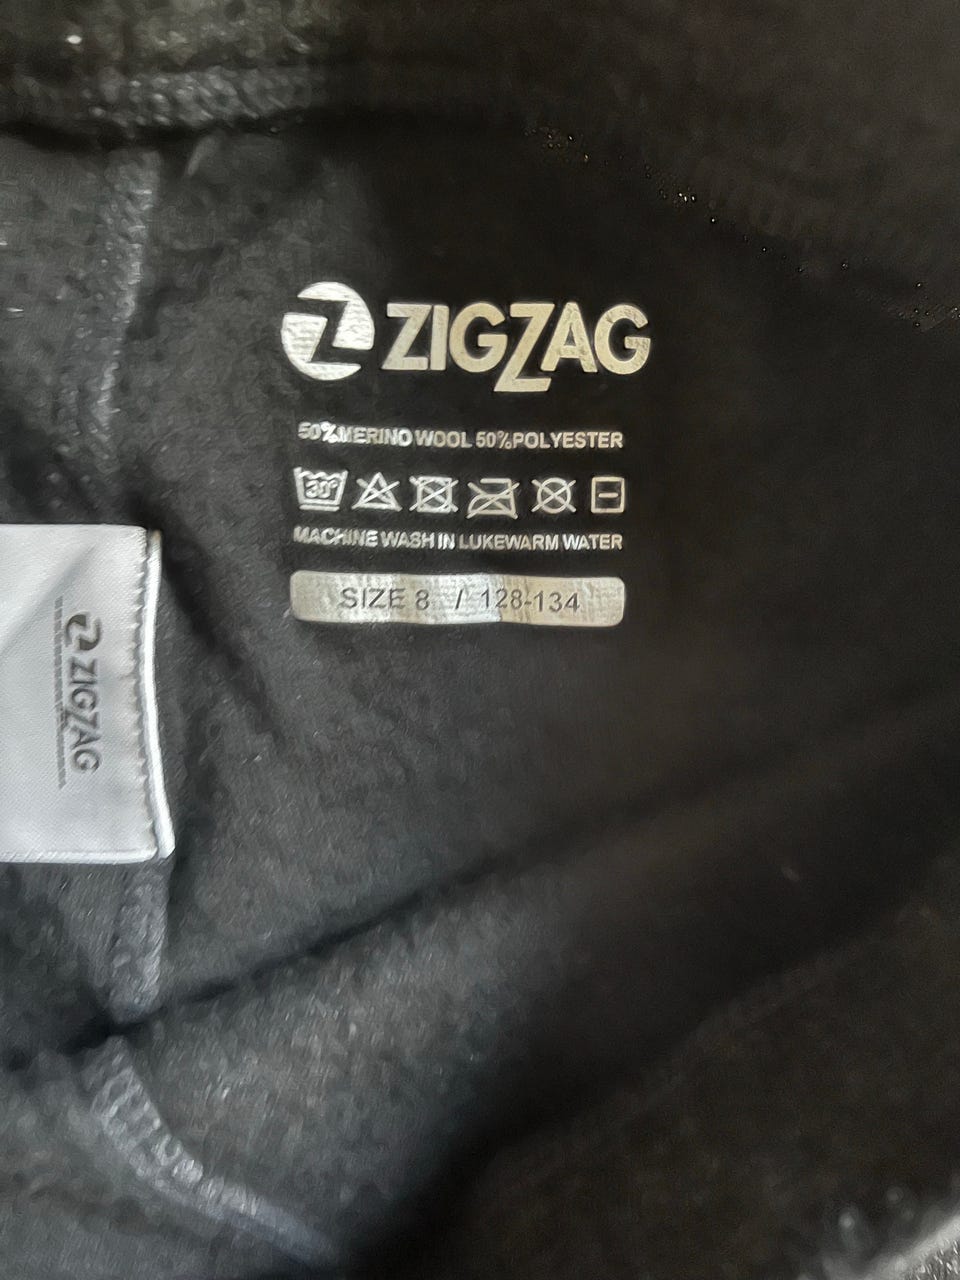 ZIGZAG
50%MERINO WOOL 50%POLYESTER
30°
MACHINE WASH IN LUKEWARM WATER
SIZE 8 / 128-134
ZIGZAG